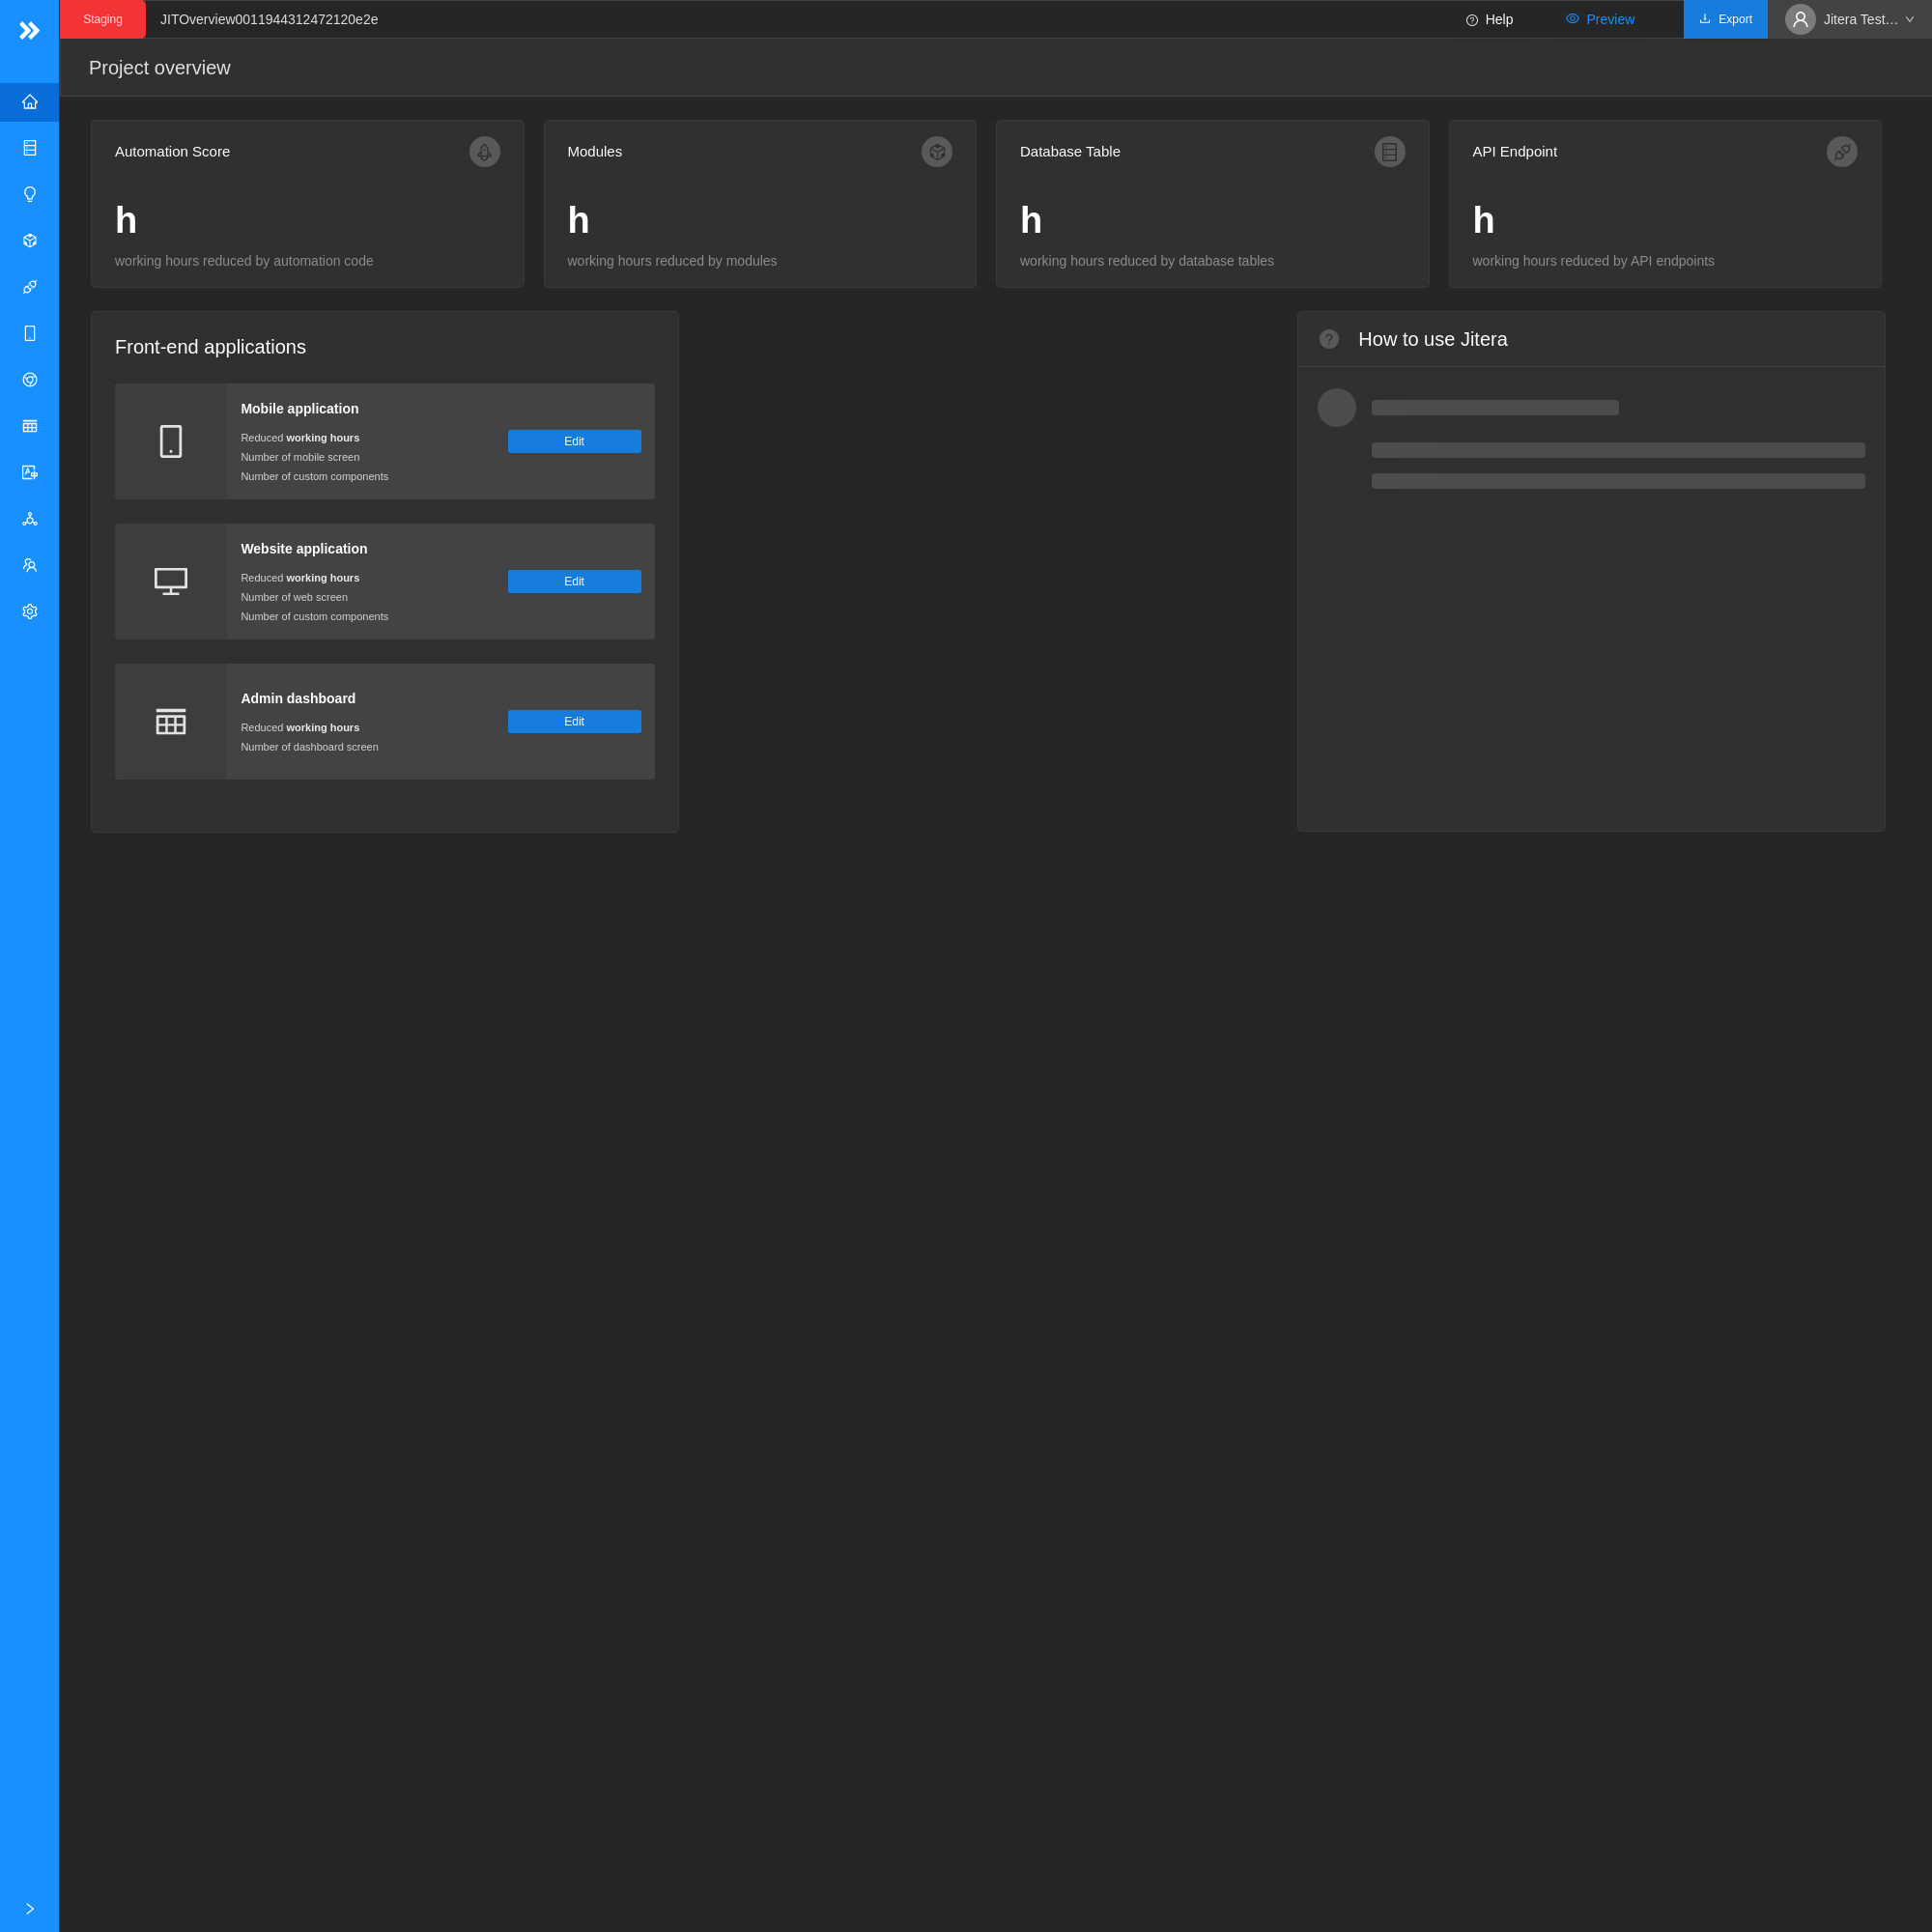 Staging
JITOverview0011944312472120e2e
Help
Preview
Export
Jitera Test…
Project overview
Automation Score
h
working hours reduced by automation code
Modules
h
working hours reduced by modules
Database Table
h
working hours reduced by database tables
API Endpoint
h
working hours reduced by API endpoints
Front-end applications
Mobile application
Reduced working hours
Number of mobile screen
Number of custom components
Edit
Website application
Reduced working hours
Number of web screen
Number of custom components
Edit
Admin dashboard
Reduced working hours
Number of dashboard screen
Edit
How to use Jitera